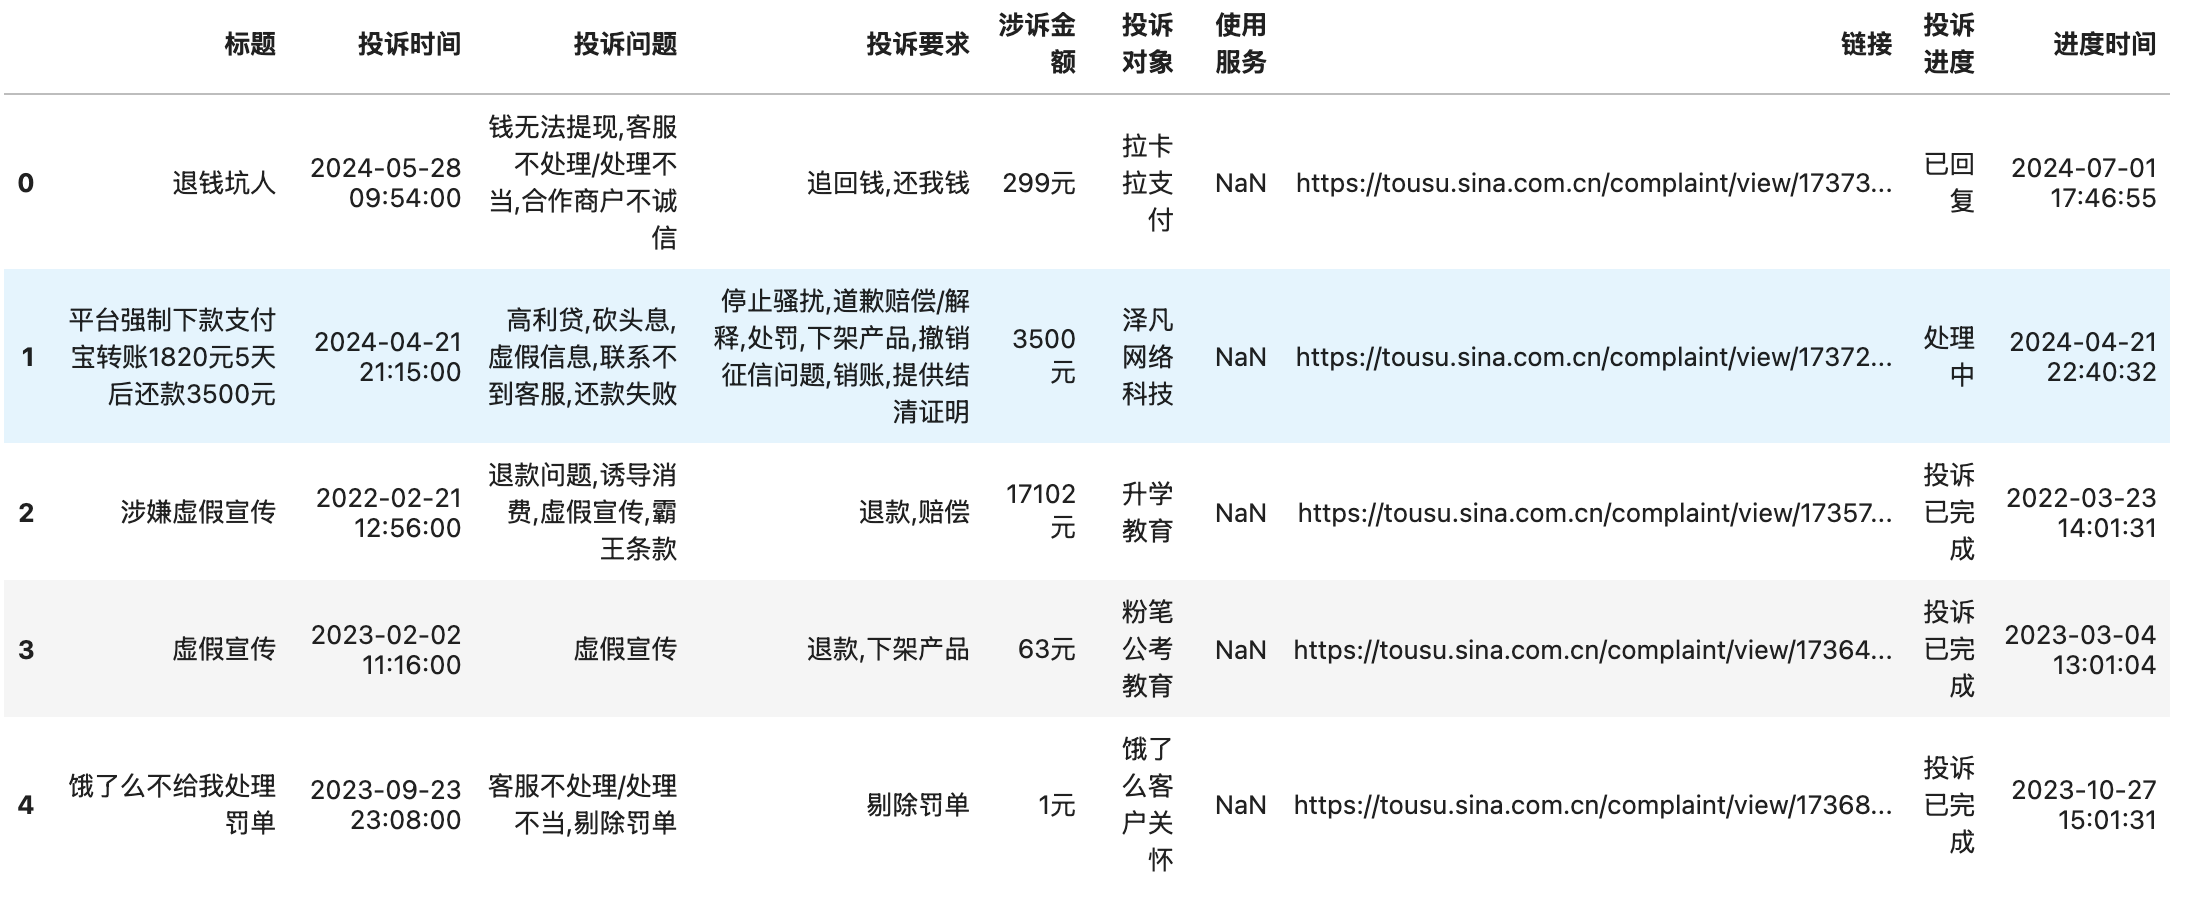 标题 投诉时间 投诉问题 投诉要求 涉诉金额 投诉对象 使用服务 链接 投诉进度 进度时间
0 退钱坑人 2024-05-28 09:54:00 钱无法提现,客服不处理/处理不当,合作商户不诚信 追回钱,还我钱 299元 拉卡拉支付 NaN https://tousu.sina.com.cn/complaint/view/17373... 已回复 2024-07-01 17:46:55
1 平台强制下款支付宝转账1820元5天后还款3500元 2024-04-21 21:15:00 高利贷,砍头息,虚假信息,联系不到客服,还款失败 停止骚扰,道歉赔偿/解释,处罚,下架产品,撤销征信问题,销账,提供结清证明 3500元 泽凡网络科技 NaN https://tousu.sina.com.cn/complaint/view/17372... 处理中 2024-04-21 22:40:32
2 涉嫌虚假宣传 2022-02-21 12:56:00 退款问题,诱导消费,虚假宣传,霸王条款 退款,赔偿 17102元 升学教育 NaN https://tousu.sina.com.cn/complaint/view/17357... 投诉已完成 2022-03-23 14:01:31
3 虚假宣传 2023-02-02 11:16:00 虚假宣传 退款,下架产品 63元 粉笔公考教育 NaN https://tousu.sina.com.cn/complaint/view/17364... 投诉已完成 2023-03-04 13:01:04
4 饿了么不给我处理罚单 2023-09-23 23:08:00 客服不处理/处理不当,剔除罚单 剔除罚单 1元 饿了么客户关怀 NaN https://tousu.sina.com.cn/complaint/view/17368... 投诉已完成 2023-10-27 15:01:31